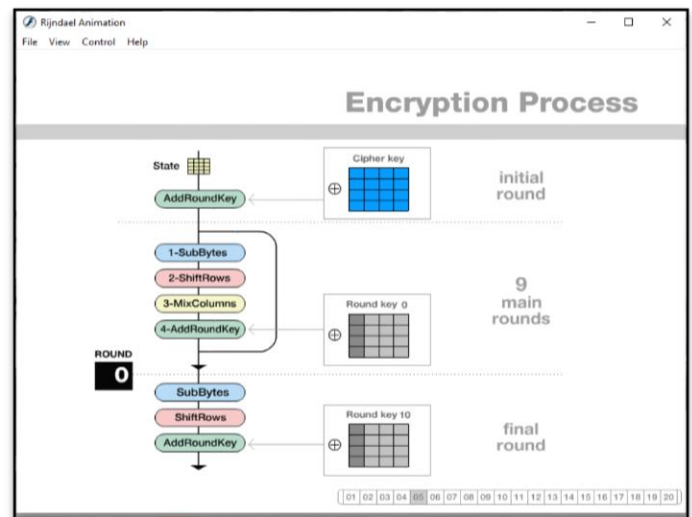 Rijndael Animation
File View Control Help
Encryption Process
State
Cipher key
AddRoundKey
initial
round
1-SubBytes
2-ShiftRows
3-MixColumns
4-AddRoundKey
Round key 0
9
main
rounds
ROUND
0
SubBytes
ShiftRows
AddRoundKey
Round key 10
final
round
01 02 03 04 05 06 07 08 09 10 11 12 13 14 15 16 17 18 19 20